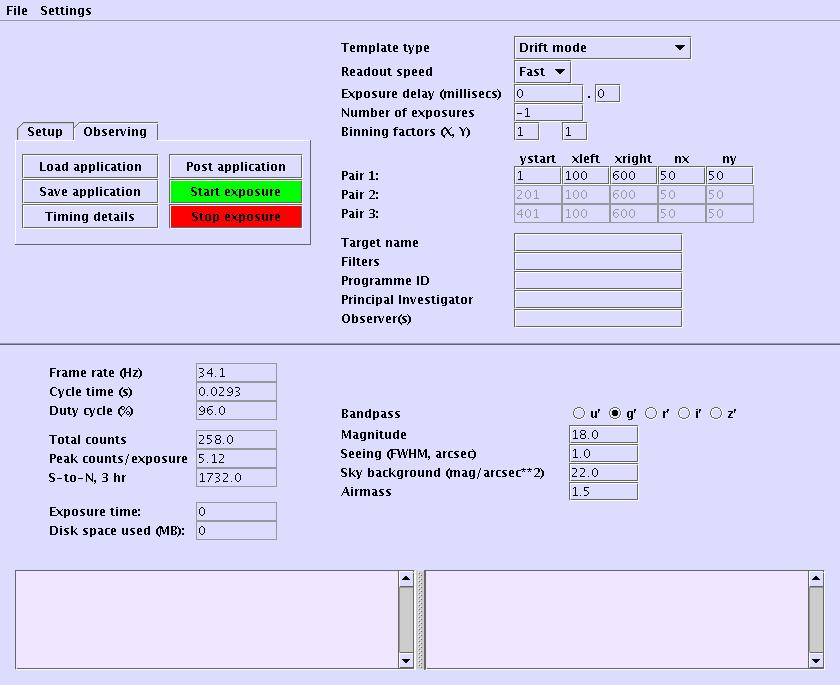 File Settings
Template type Drift mode
Readout speed Fast
Exposure delay (millisecs) 0 . 0
Number of exposures -1
Binning factors (X, Y) 1 1
Setup Observing
Load application Post application
Save application Start exposure
Timing details Stop exposure
ystart xleft xright nx ny
Pair 1: 1 100 600 50 50
Pair 2: 201 100 600 50 50
Pair 3: 401 100 600 50 50
Target name
Filters
Programme ID
Principal Investigator
Observer(s)
Frame rate (Hz) 34.1
Cycle time (s) 0.0293
Duty cycle (%) 96.0
Total counts 258.0
Peak counts/exposure 5.12
S-to-N, 3 hr 1732.0
Exposure time: 0
Disk space used (MB): 0
Bandpass u' g' r' i' z'
Magnitude 18.0
Seeing (FWHM, arcsec) 1.0
Sky background (mag/arcsec**2) 22.0
Airmass 1.5